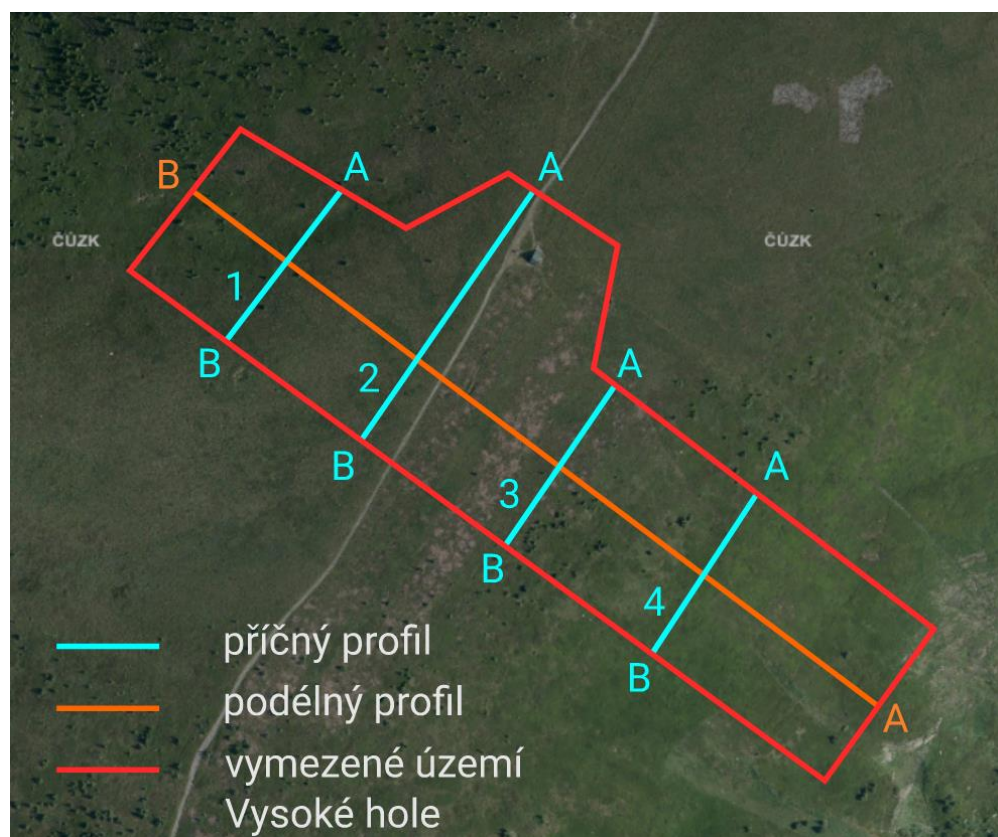 A
A
B
ČÚZK
ČÚZK
1
B
A
2
B
A
3
B
4
B
A
příčný profil
podélný profil
vymezené území
Vysoké hole